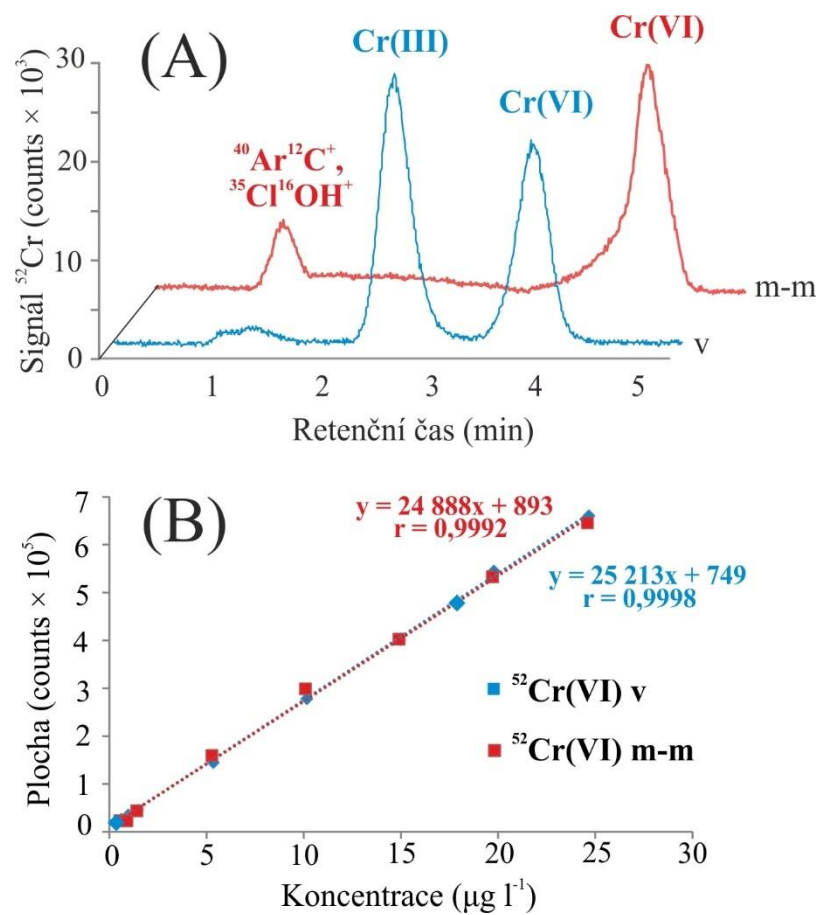 (A)
Cr(III)
Cr(VI)
Cr(VI)
⁴⁰Ar¹²C⁺,
³⁵Cl¹⁶OH⁺
Signál ⁵²Cr (counts × 10³)
30
20
10
0
m-m
v
0 1 2 3 4 5
Retenční čas (min)
(B)
Plocha (counts × 10⁵)
7
6
5
4
3
2
1
0
y = 24 888x + 893
r = 0,9992
y = 25 213x + 749
r = 0,9998
⁵²Cr(VI) v
⁵²Cr(VI) m-m
0 5 10 15 20 25 30
Koncentrace (µg l⁻¹)